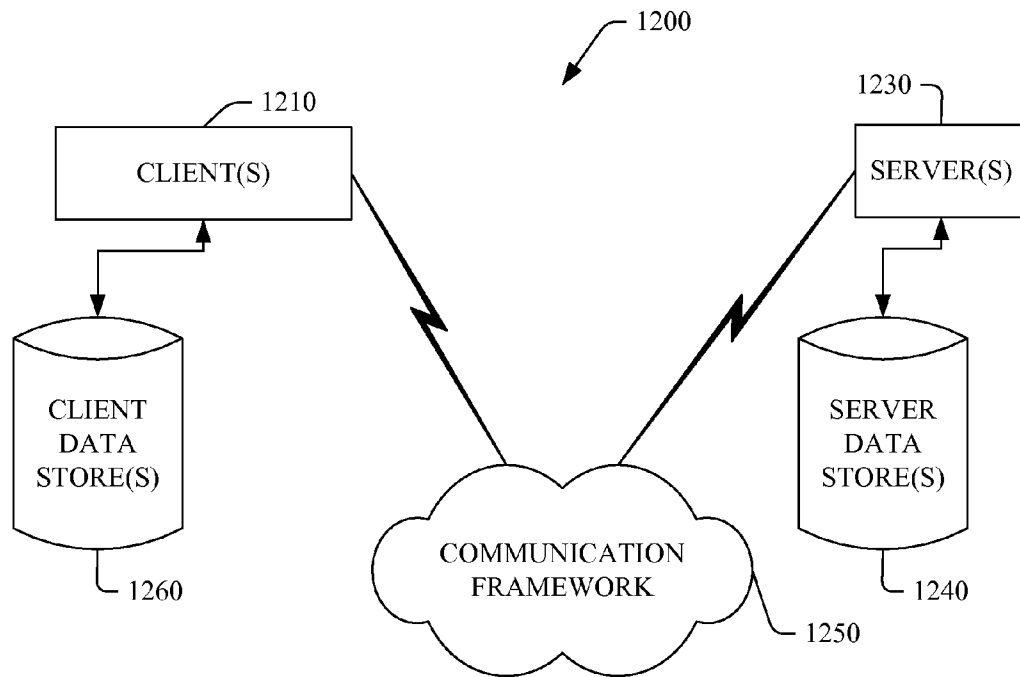 1200
1210
1230
CLIENT(S)
SERVER(S)
CLIENT
DATA
STORE(S)
SERVER
DATA
STORE(S)
COMMUNICATION
FRAMEWORK
1260
1240
1250